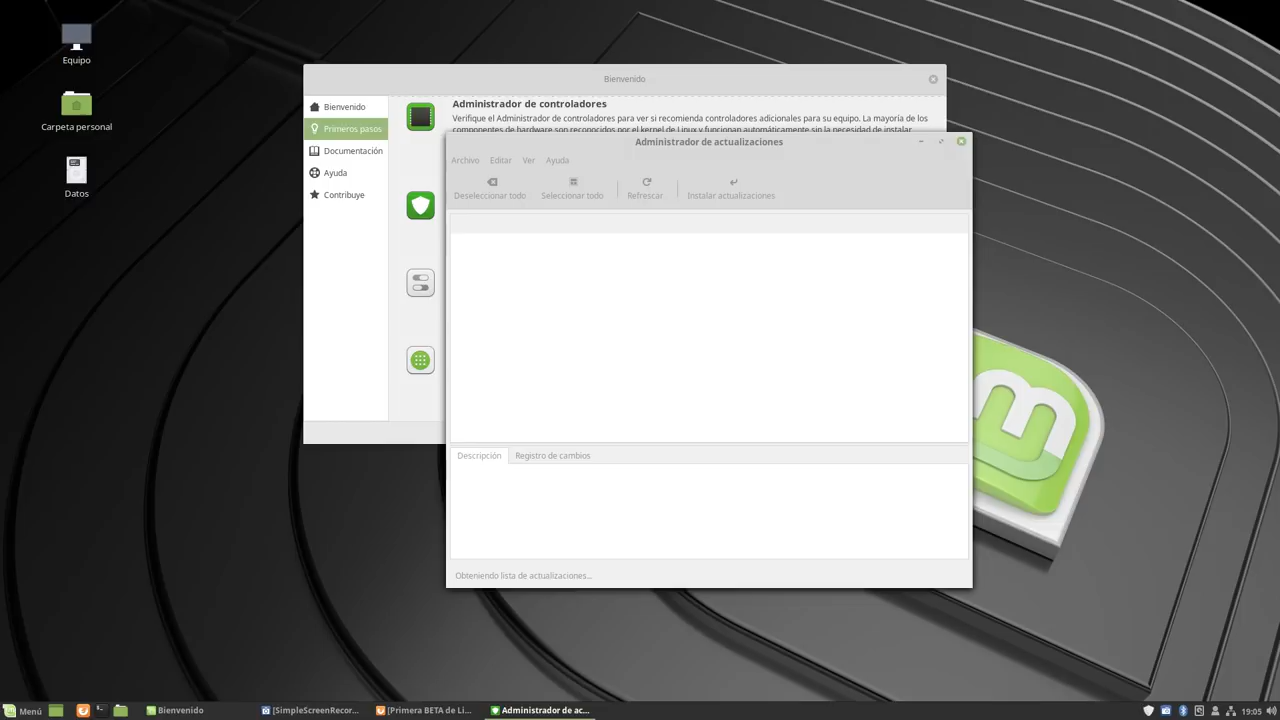 Equipo
Carpeta personal
Datos
Bienvenido
Bienvenido
Primeros pasos
Documentación
Ayuda
Contribuye
Administrador de controladores
Verifique el Administrador de controladores para ver si recomienda controladores adicionales para su equipo. La mayoría de los
componentes de hardware son reconocidos por el kernel de Linux y funcionan automáticamente sin la necesidad de instalar
Administrador de actualizaciones
Archivo Editar Ver Ayuda
Deseleccionar todo Seleccionar todo Refrescar Instalar actualizaciones
Descripción Registro de cambios
Obteniendo lista de actualizaciones...
Menú Bienvenido [SimpleScreenRecor... [Primera BETA de Li... Administrador de ac... 19:05